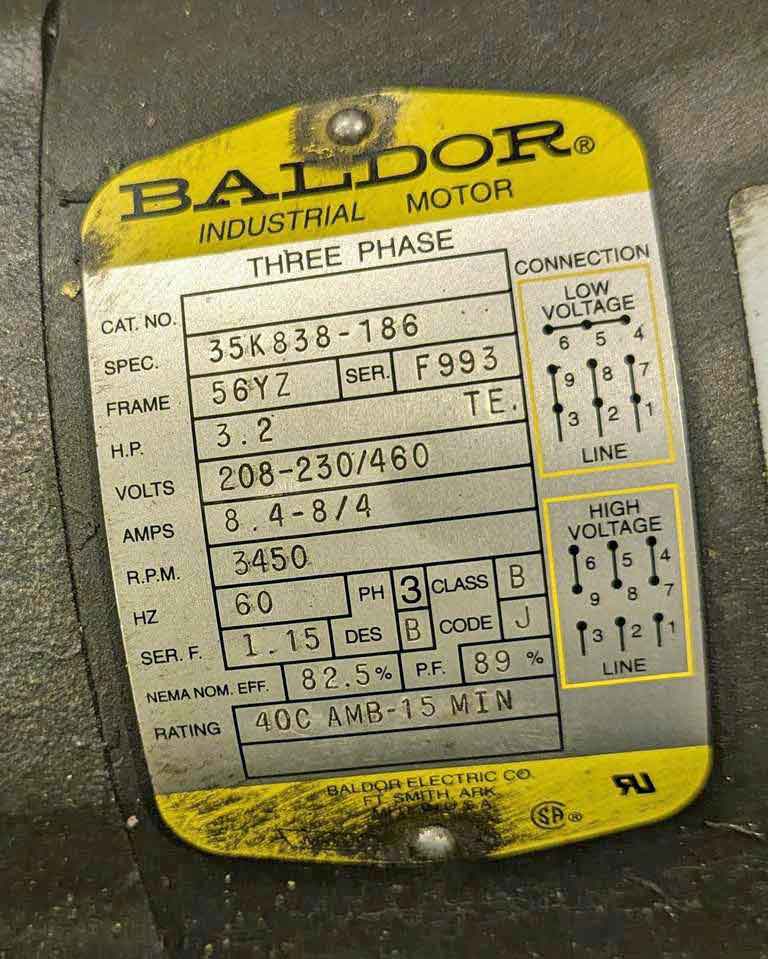 BALDOR®
INDUSTRIAL MOTOR
THREE PHASE
CAT. NO.
SPEC. 35K838-186
FRAME 56YZ SER. F993
H.P. 3.2 TE.
VOLTS 208-230/460
AMPS 8.4-8/4
R.P.M. 3450
HZ 60 PH 3 CLASS B
SER. F. 1.15 DES B CODE J
NEMA NOM. EFF. 82.5% P.F. 89 %
RATING 40C AMB-15 MIN
CONNECTION
LOW
VOLTAGE
6 5 4
9 8 7
3 2 1
LINE
HIGH
VOLTAGE
6 5 4
9 8 7
3 2 1
LINE
BALDOR ELECTRIC CO.
FT. SMITH, ARK.
U.S.A.
SA ®
RU